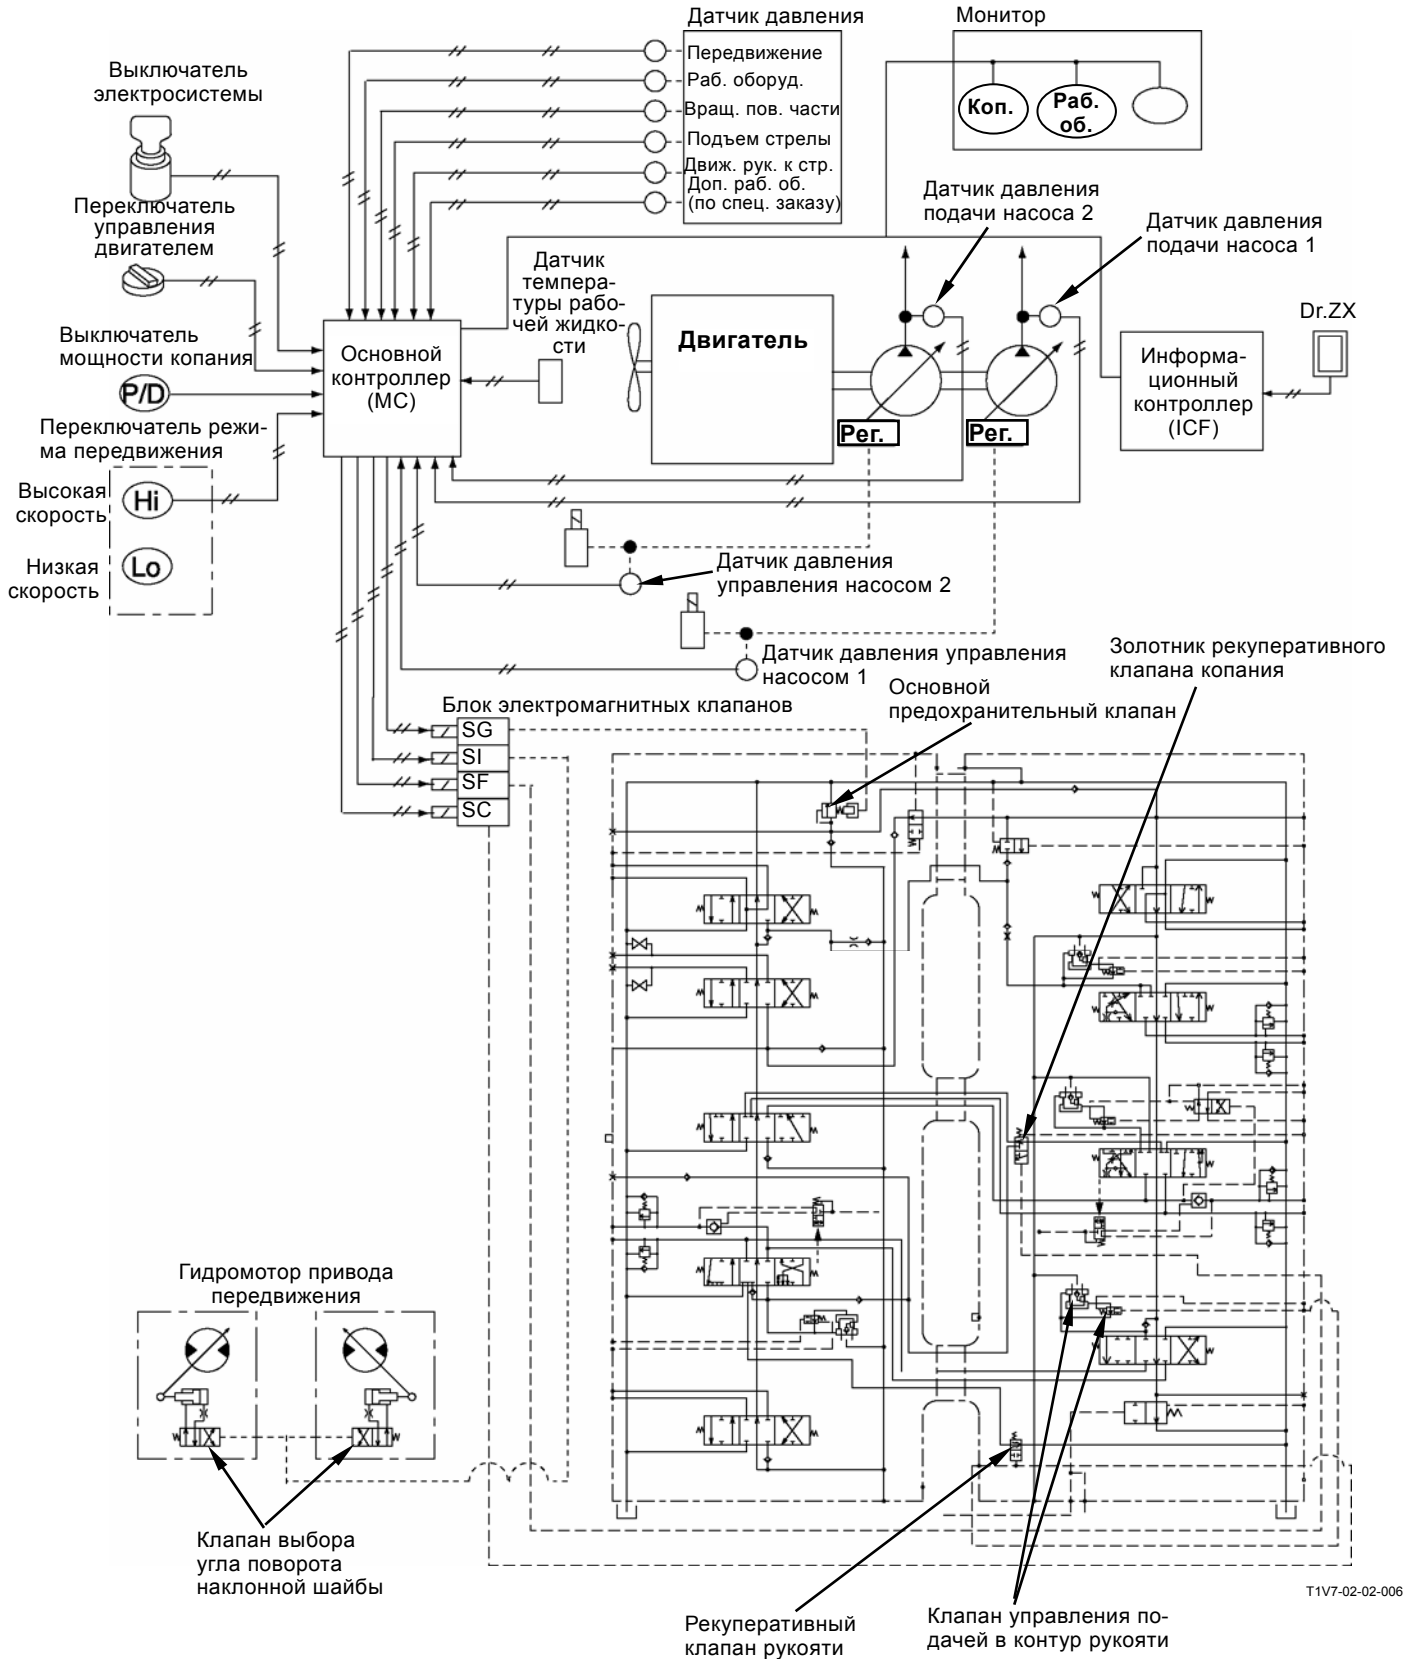 Датчик давления
Монитор
Передвижение
Раб. оборуд.
Вращ. пов. части
Подъем стрелы
Движ. рук. к стр.
Доп. раб. об.
(по спец. заказу)
Коп.
Раб.
об.
Выключатель
электросистемы
Переключатель
управления
двигателем
Выключатель
мощности копания
P/D
Переключатель режи-
ма передвижения
Высокая
скорость
Hi
Низкая
скорость
Lo
Основной
контроллер
(MC)
Датчик
темпера-
туры рабо-
чей жидко-
сти
Двигатель
Датчик давления
подачи насоса 2
Датчик давления
подачи насоса 1
Рег.
Рег.
Dr.ZX
Информа-
ционный
контроллер
(ICF)
Датчик давления
управления насосом 2
Датчик давления управления
насосом 1
Золотник рекуперативного
клапана копания
Основной
предохранительный клапан
Блок электромагнитных клапанов
SG
SI
SF
SC
Гидромотор привода
передвижения
Клапан выбора
угла поворота
наклонной шайбы
Рекуперативный
клапан рукояти
Клапан управления по-
дачей в контур рукояти
T1V7-02-02-006